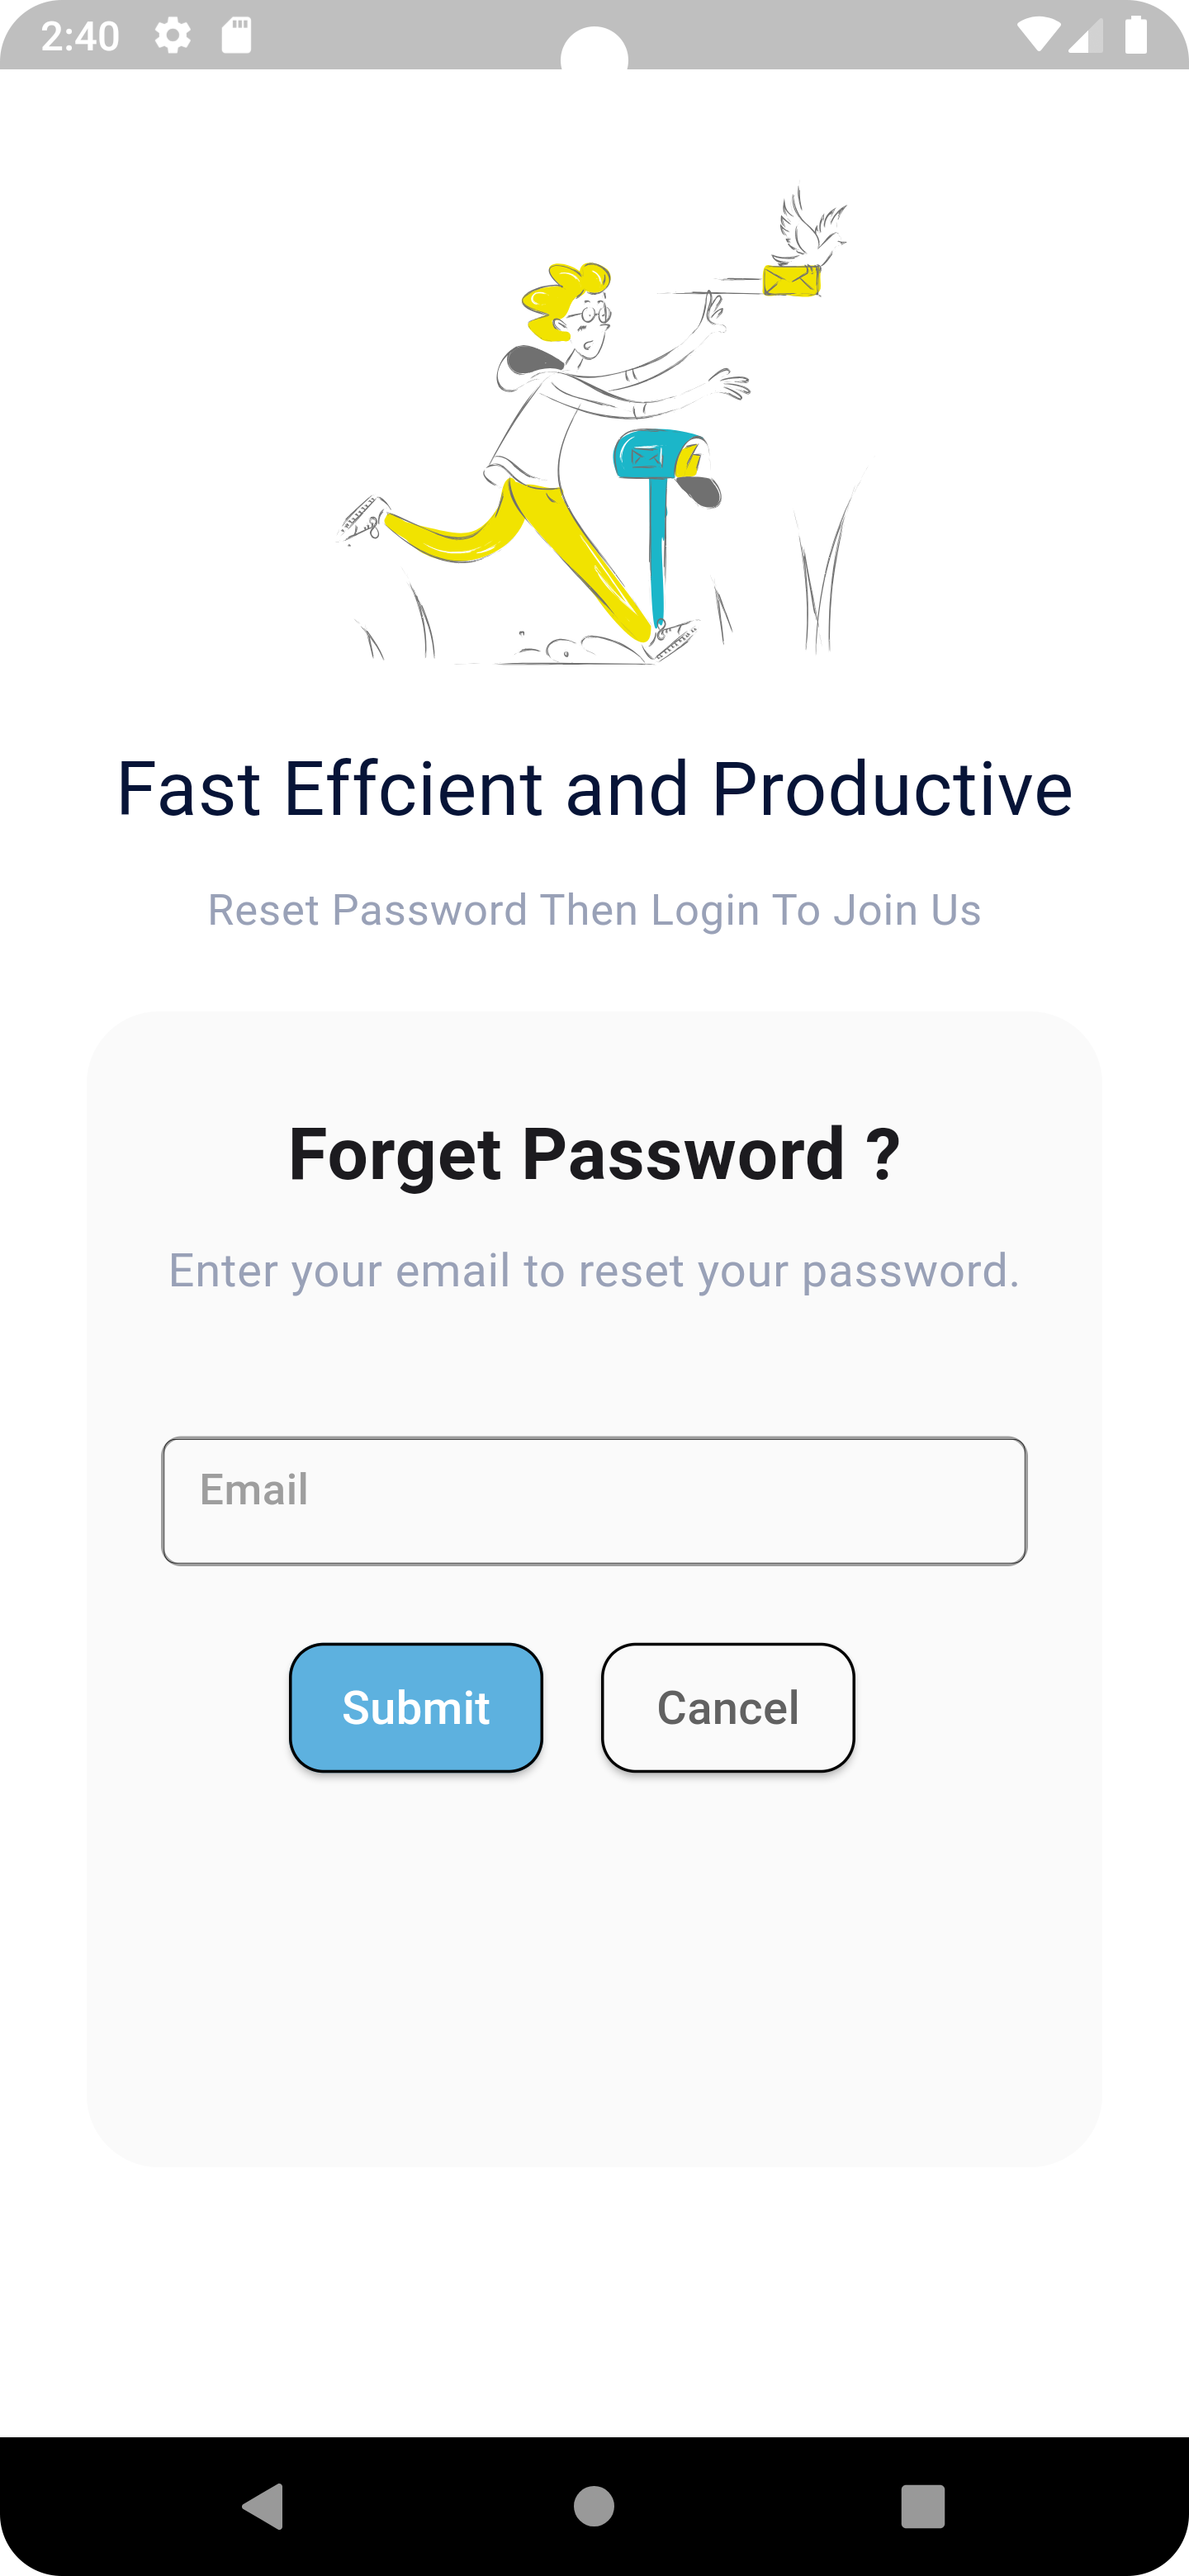 2:40
Fast Effcient and Productive
Reset Password Then Login To Join Us
Forget Password ?
Enter your email to reset your password.
Email
Submit
Cancel